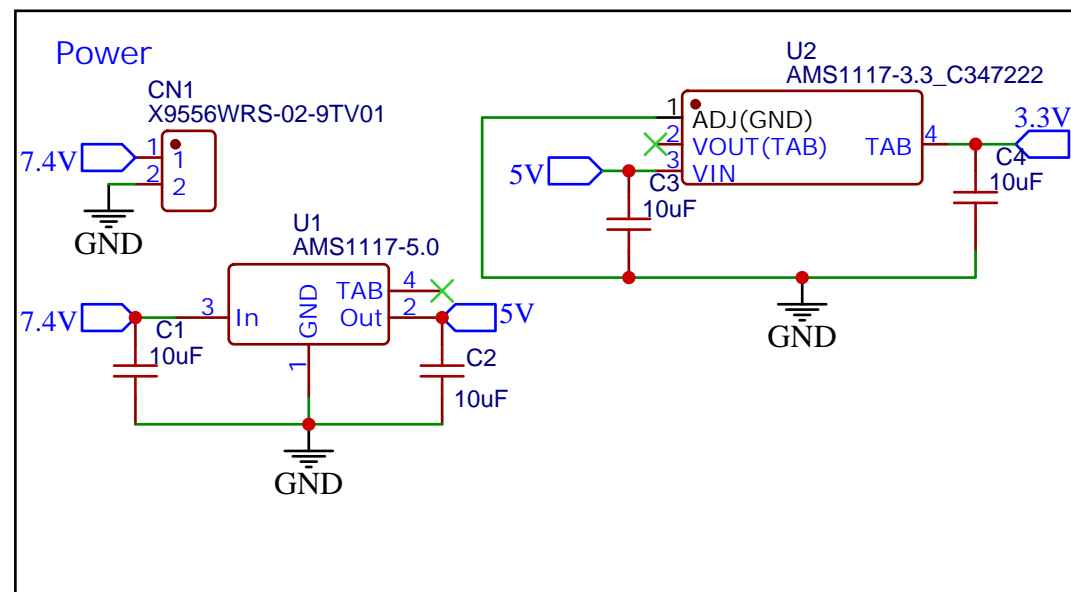 Power
CN1
X9556WRS-02-9TV01
7.4V
1
1
2
2
GND
U1
AMS1117-5.0
7.4V
3
In
GND
1
TAB
4
Out
2
5V
C1
10uF
C2
10uF
GND
U2
AMS1117-3.3_C347222
1
ADJ(GND)
2
VOUT(TAB)
3
VIN
TAB
4
3.3V
5V
C3
10uF
C4
10uF
GND